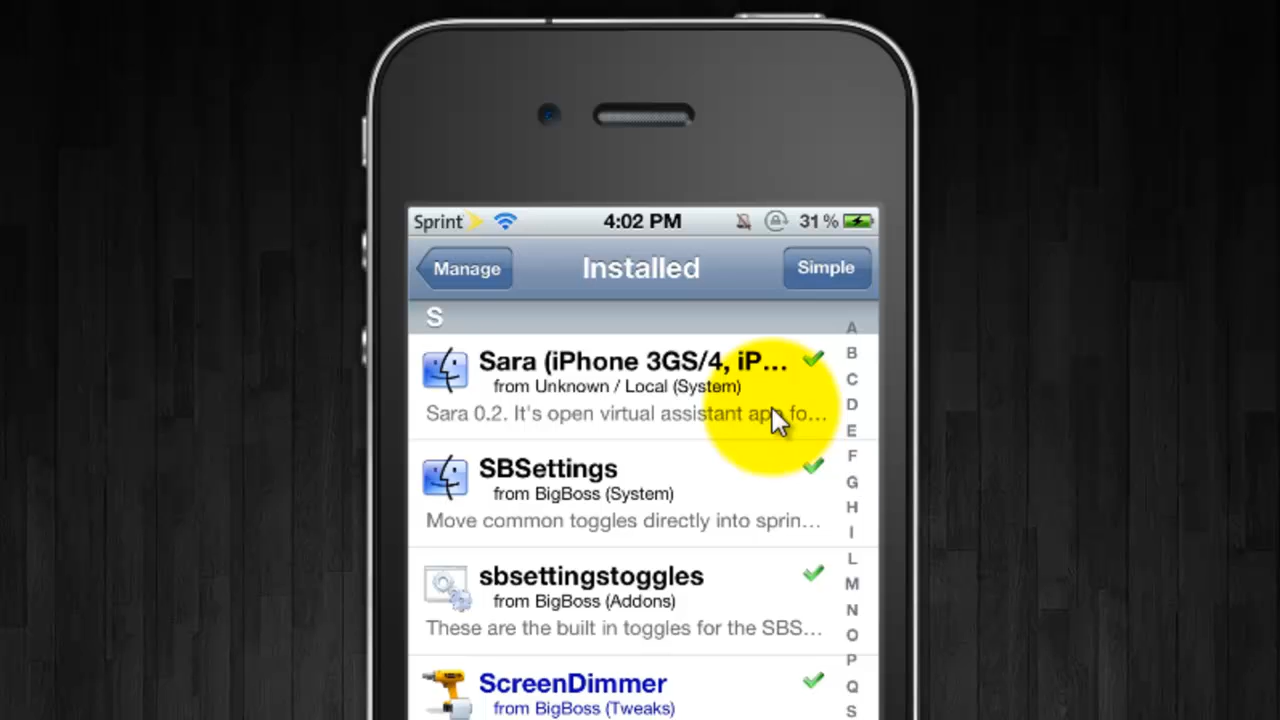 Sprint 4:02 PM 31%
Manage Installed Simple
S
Sara (iPhone 3GS/4, iP...
from Unknown / Local (System)
Sara 0.2. It's open virtual assistant app fo...
SBSettings
from BigBoss (System)
Move common toggles directly into sprin...
sbsettingstoggles
from BigBoss (Addons)
These are the built in toggles for the SBS...
ScreenDimmer
from BigBoss (Tweaks)
A
B
C
D
E
F
G
H
I
L
M
N
O
P
Q
S